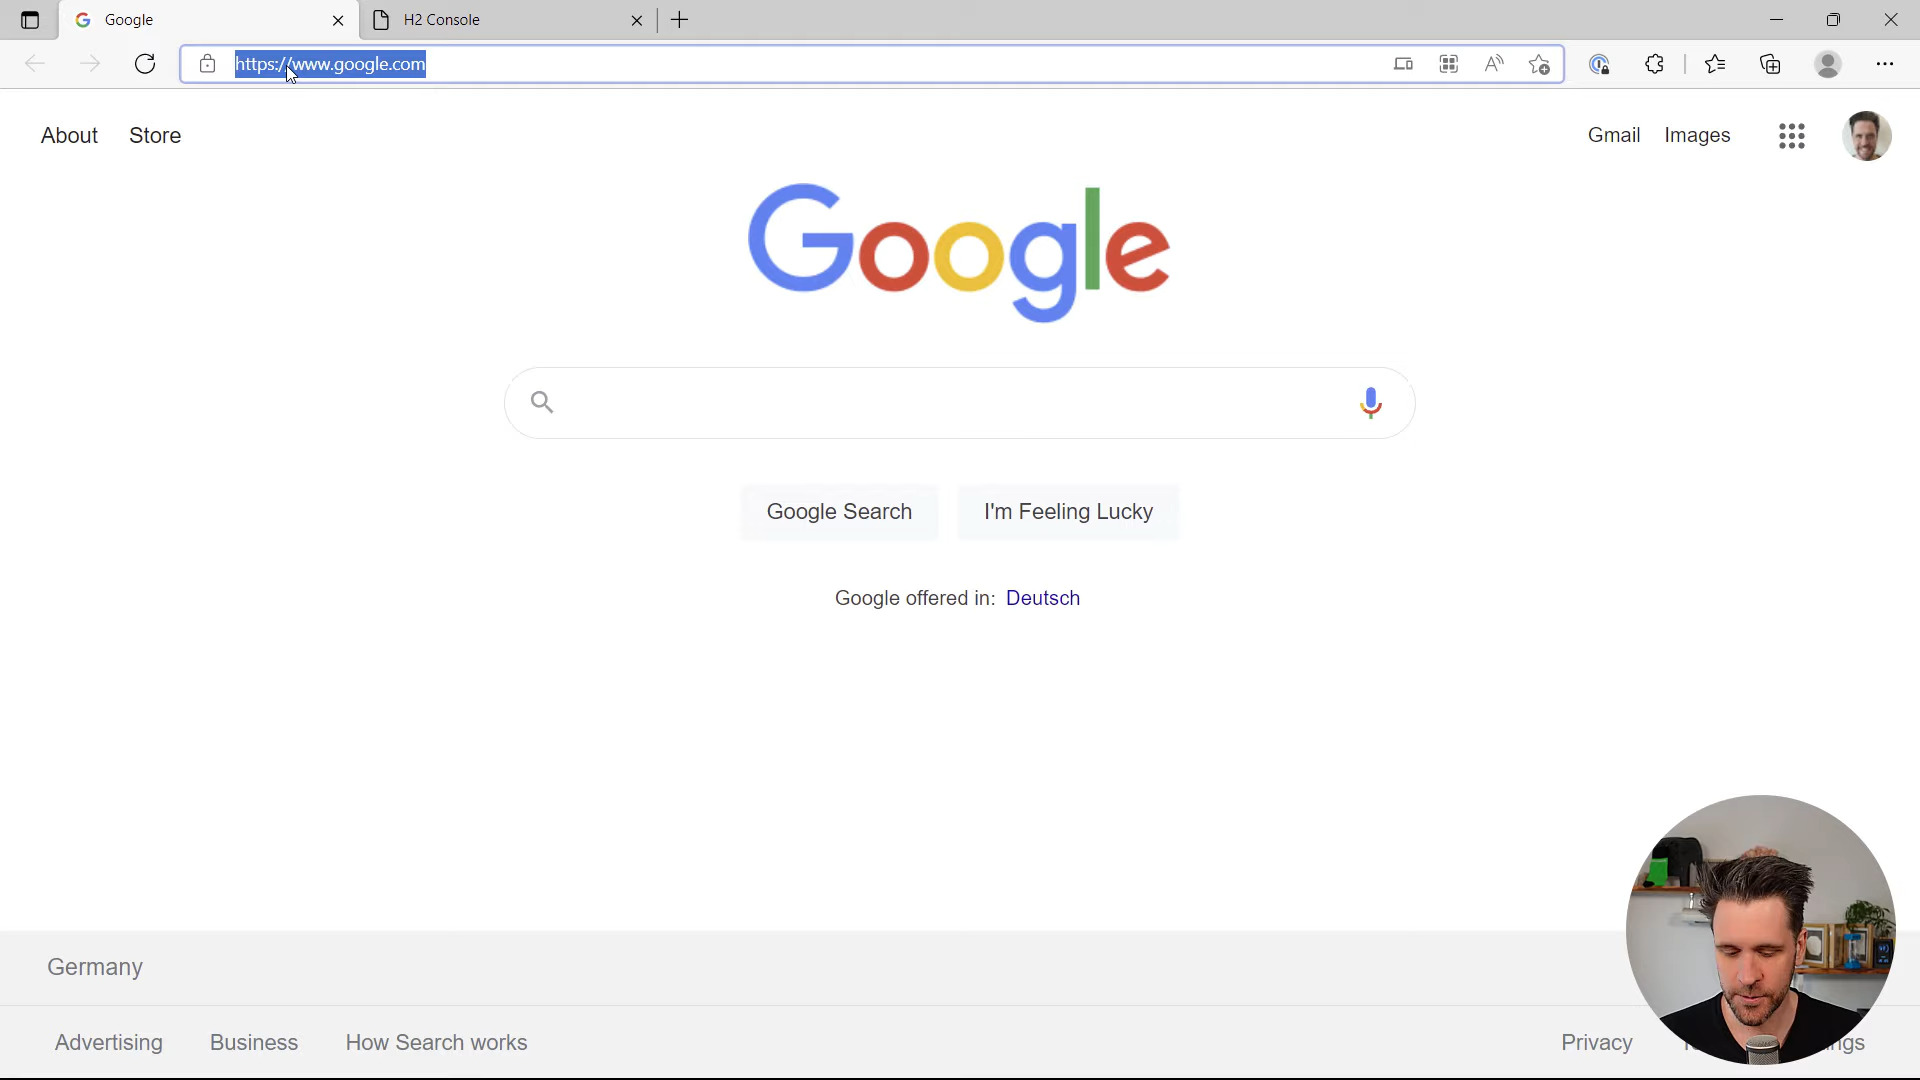 Google
H2 Console
https://www.google.com
About
Store
Gmail
Images
Google
Google Search
I'm Feeling Lucky
Google offered in: Deutsch
Germany
Advertising
Business
How Search works
Privacy